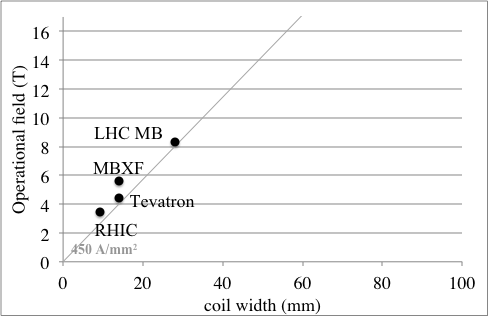 Operational field (T)
16
14
12
10
8
6
4
2
0
LHC MB
MBXF
Tevatron
RHIC
450 A/mm²
0 20 40 60 80 100
coil width (mm)